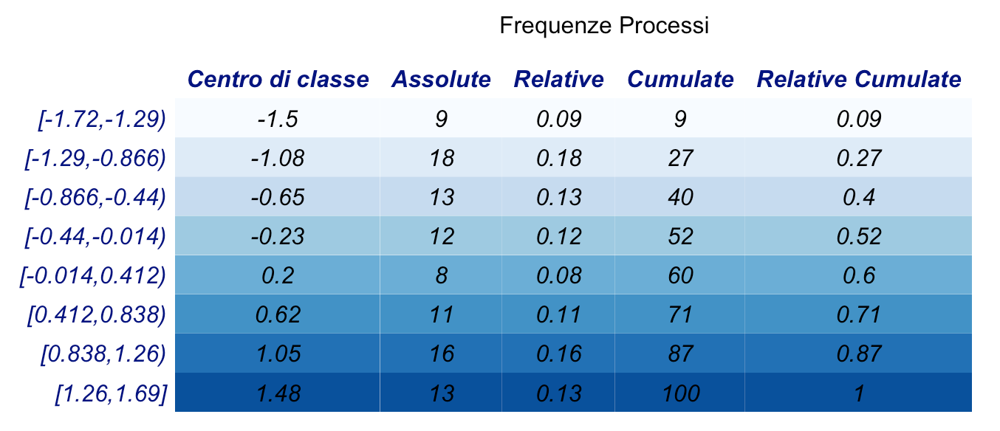 Frequenze Processi
Centro di classe Assolute Relative Cumulate Relative Cumulate
[-1.72,-1.29) -1.5 9 0.09 9 0.09
[-1.29,-0.866) -1.08 18 0.18 27 0.27
[-0.866,-0.44) -0.65 13 0.13 40 0.4
[-0.44,-0.014) -0.23 12 0.12 52 0.52
[-0.014,0.412) 0.2 8 0.08 60 0.6
[0.412,0.838) 0.62 11 0.11 71 0.71
[0.838,1.26) 1.05 16 0.16 87 0.87
[1.26,1.69] 1.48 13 0.13 100 1